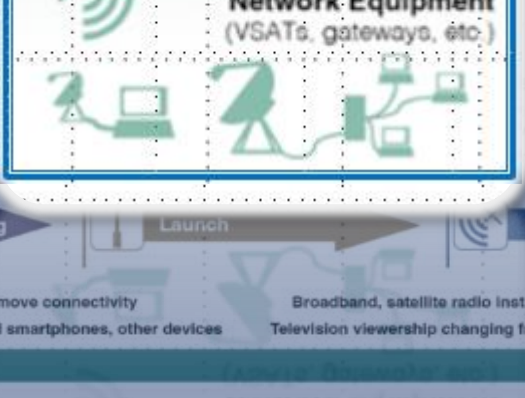 Network Equipment
(VSATs, gateways, etc.)
g
Launch
move connectivity
Broadband, satellite radio inst
l smartphones, other devices
Television viewership changing f